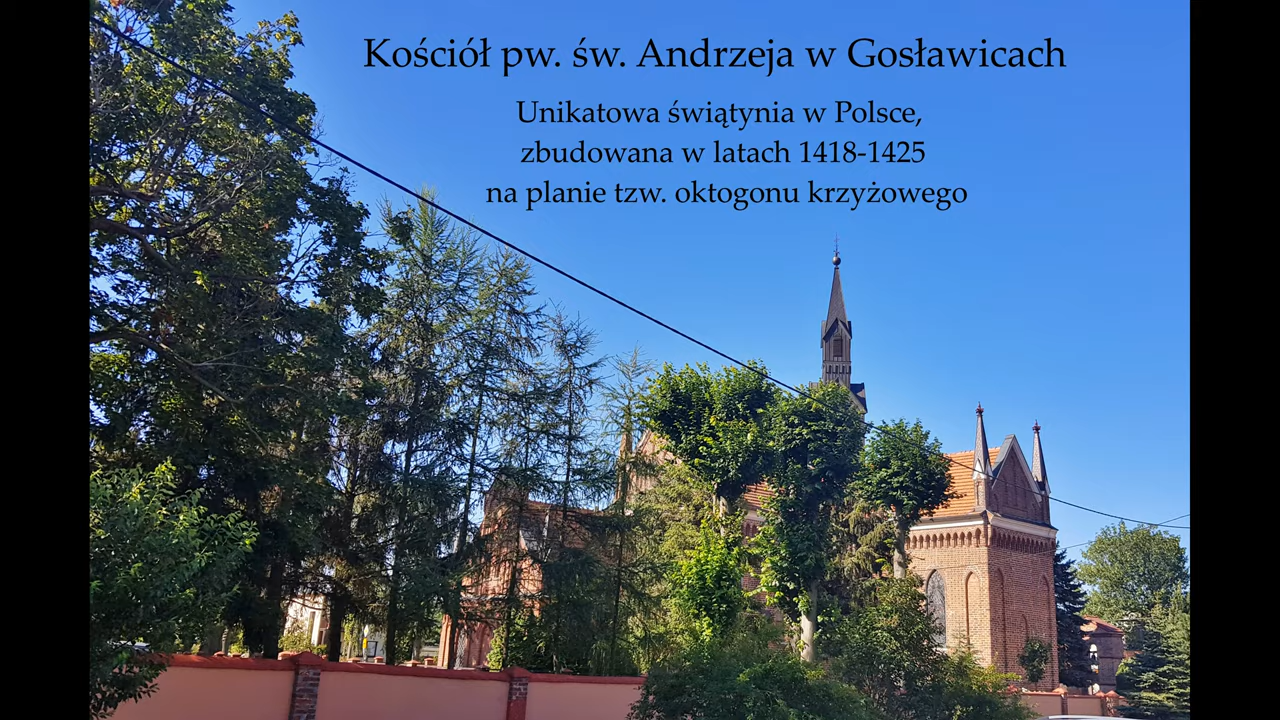 Kościół pw. św. Andrzeja w Gosławicach
Unikatowa świątynia w Polsce,
zbudowana w latach 1418-1425
na planie tzw. oktogonu krzyżowego